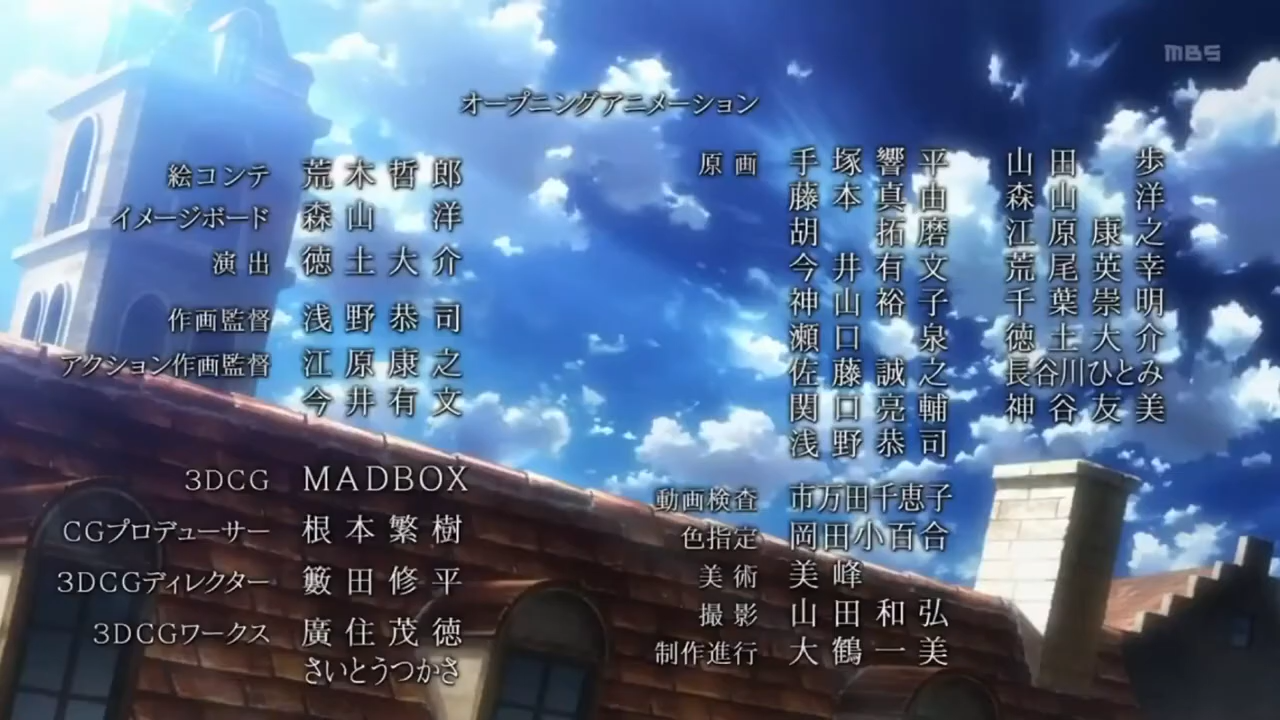 MBS
オープニングアニメーション
絵コンテ 荒木哲郎
イメージボード 森山 洋
演出 徳土大介
作画監督 浅野恭司
アクション作画監督 江原康之
今井有文
3DCG MADBOX
CGプロデューサー 根本繁樹
3DCGディレクター 籔田修平
3DCGワークス 廣住茂徳
さいとうつかさ
原画 手塚響平 山田 歩
藤本真由 森山 洋
胡 拓磨 江原康之
今井有文 荒尾英幸
神山裕子 千葉崇明
瀬口 泉 徳土大介
佐藤誠之 長谷川ひとみ
関口亮輔 神谷友美
浅野恭司
動画検査 市万田千恵子
色指定 岡田小百合
美術 美峰
撮影 山田和弘
制作進行 大鶴一美